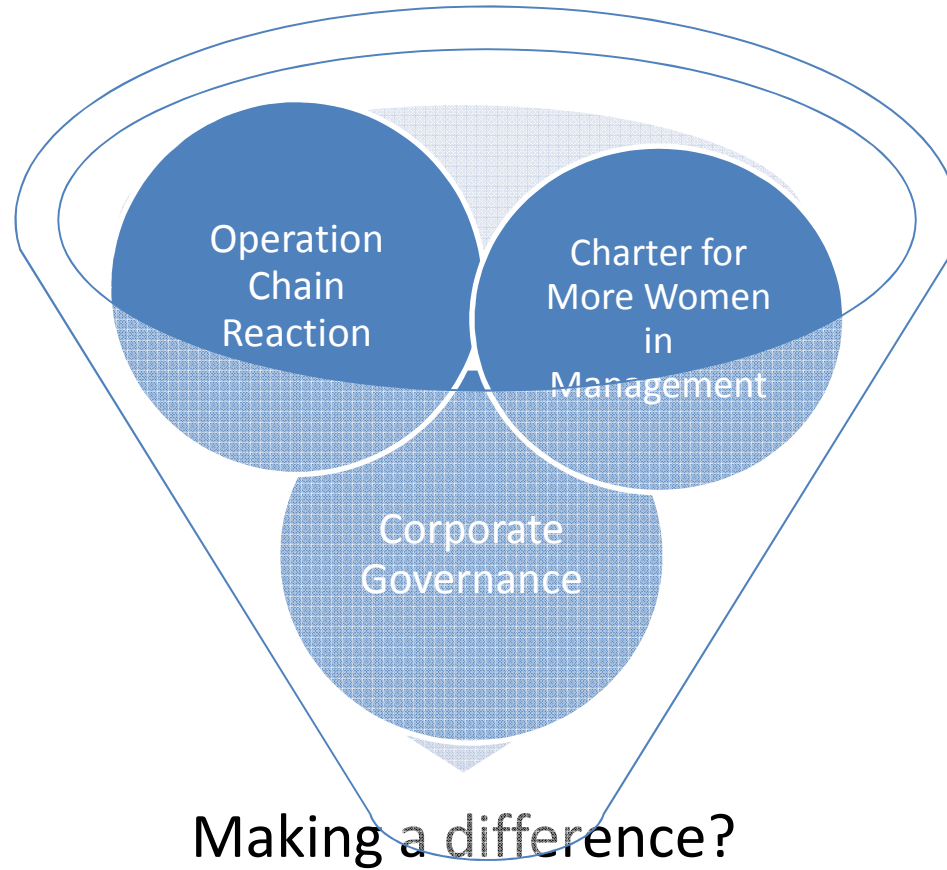 Operation
Chain
Reaction
Charter for
More Women
in
Management
Corporate
Governance
Making a difference?